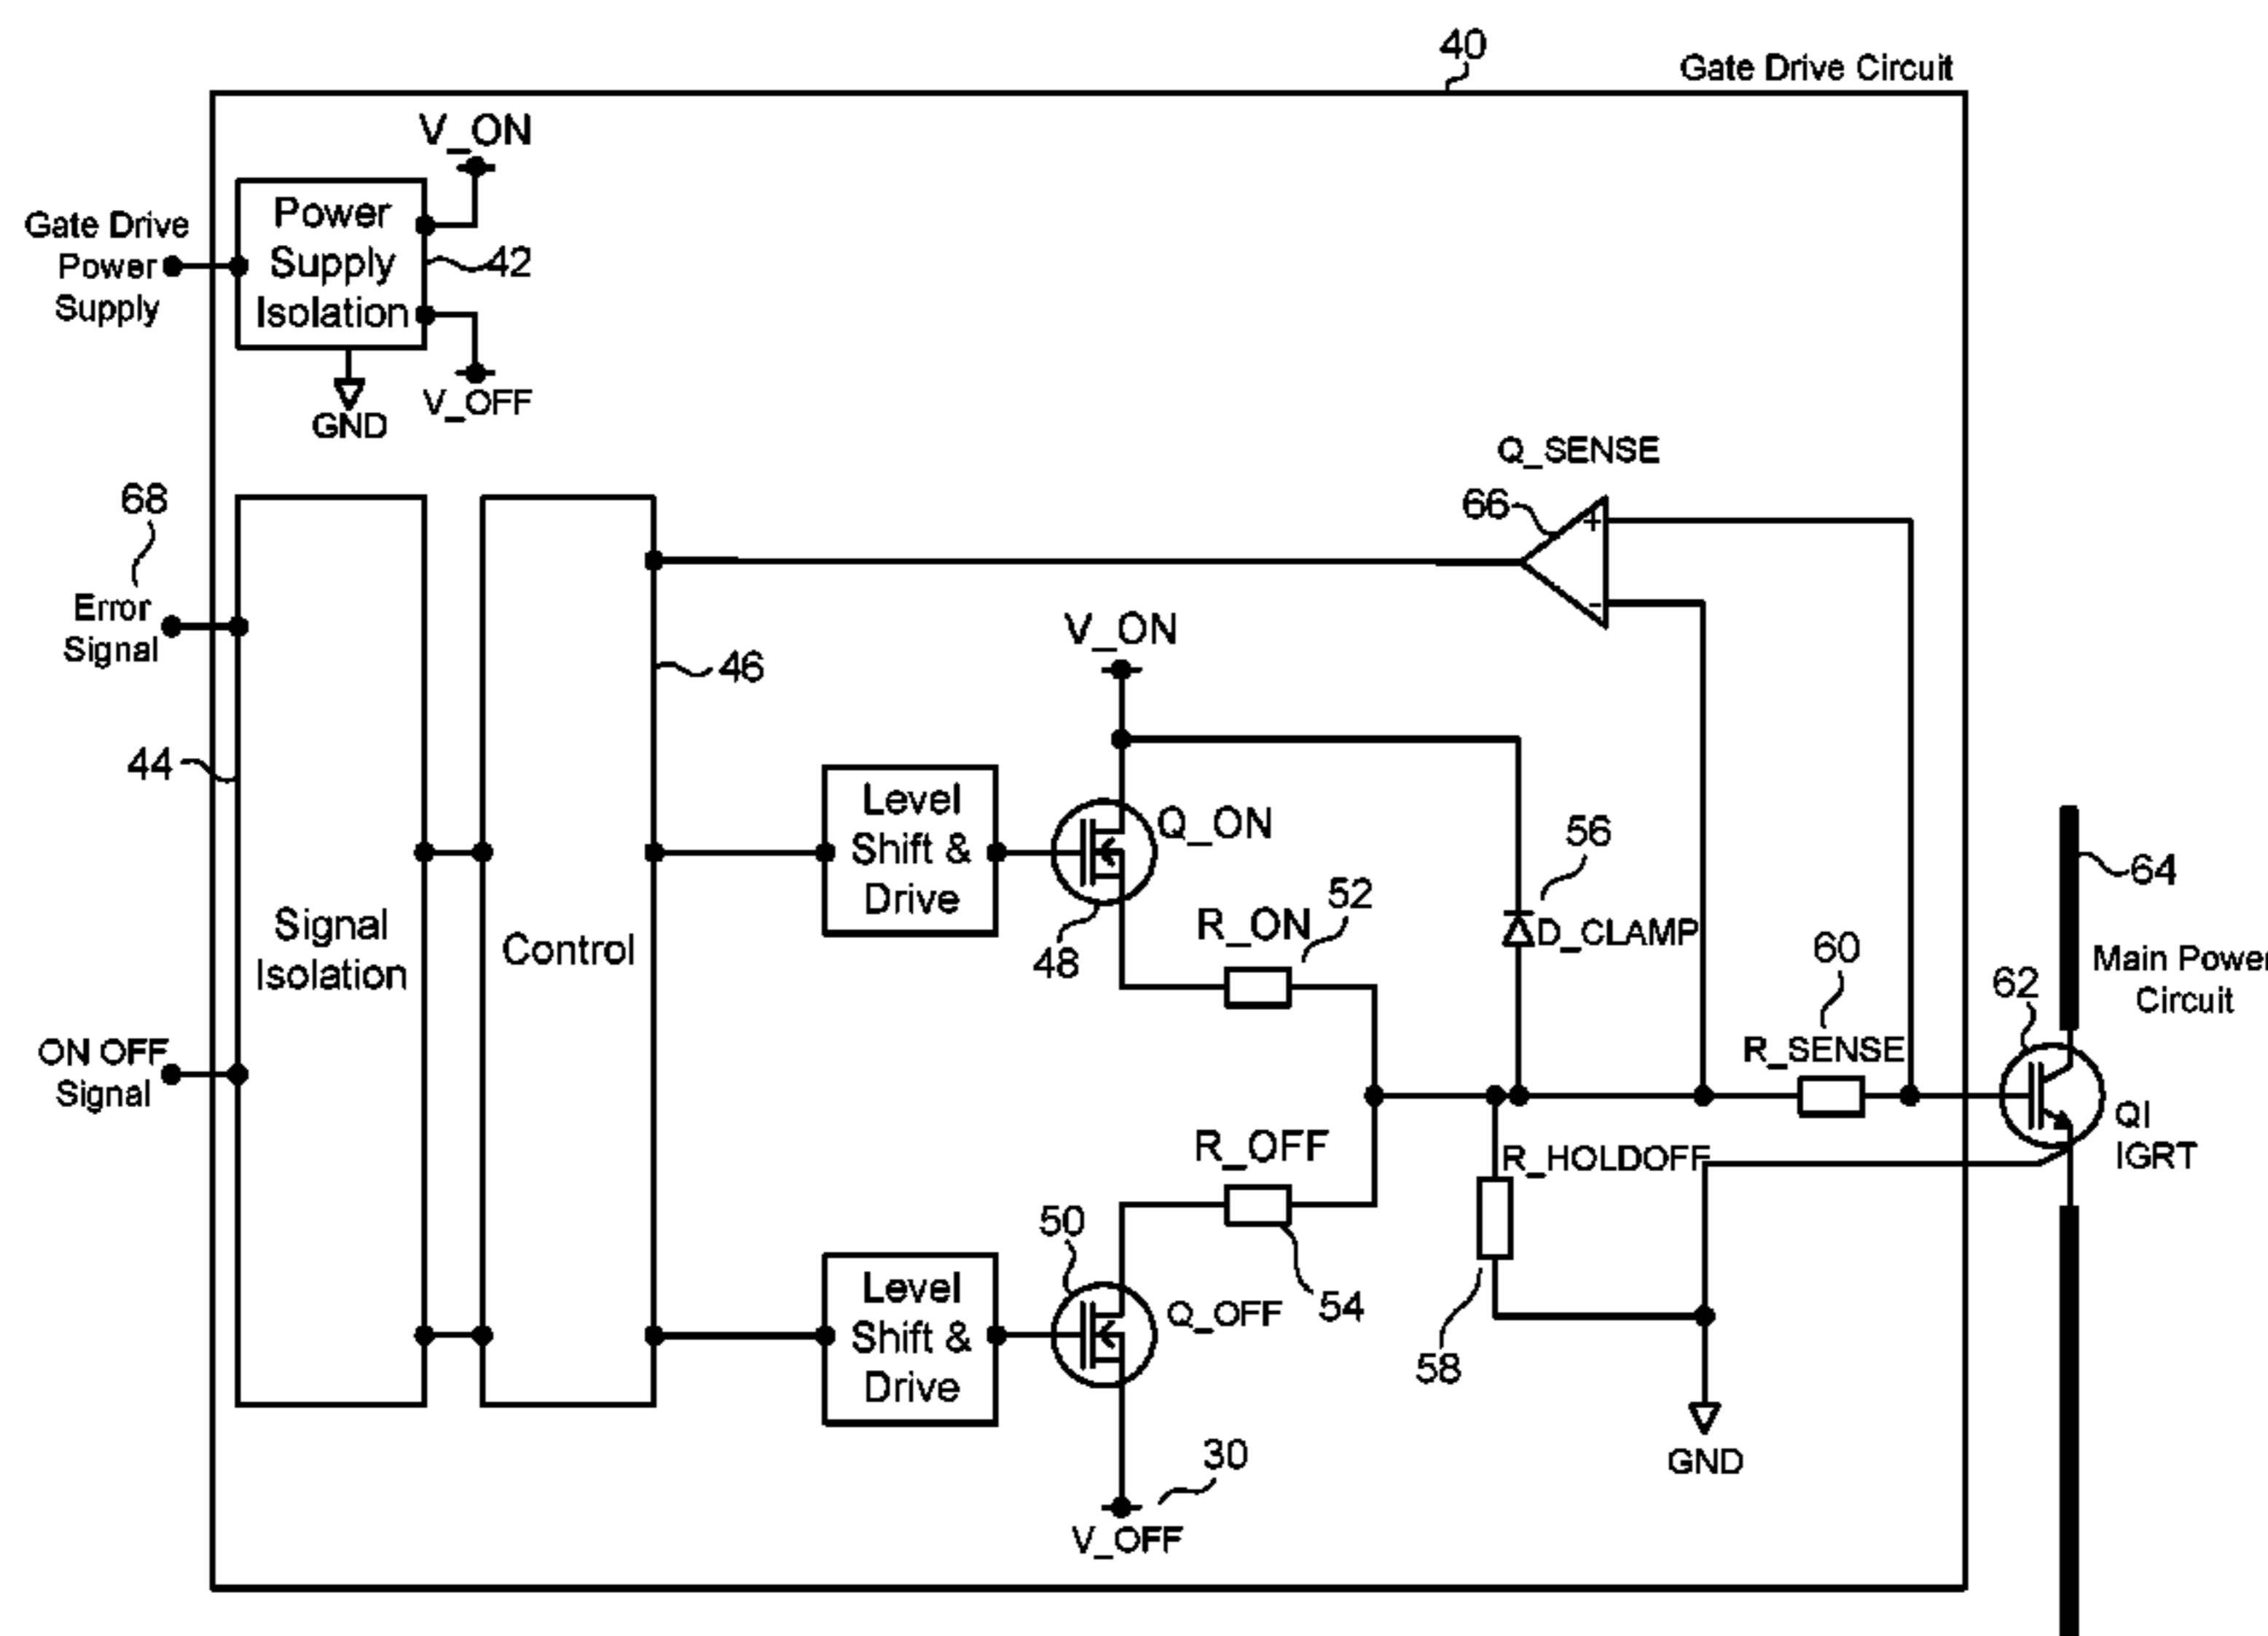 40
Gate Drive Circuit
V_ON
Gate Drive
Power
Supply
Power
Supply
Isolation
42
V_OFF
GND
Q_SENSE
66
+
-
68
Error
Signal
V_ON
46
44
Level
Shift &
Drive
Q_ON
48
56
52
R_ON
D_CLAMP
64
Main Power
Circuit
60
62
R_SENSE
Signal
Isolation
Control
ON OFF
Signal
QI
IGRT
R_OFF
R_HOLDOFF
50
54
Level
Shift &
Drive
Q_OFF
58
30
V_OFF
GND